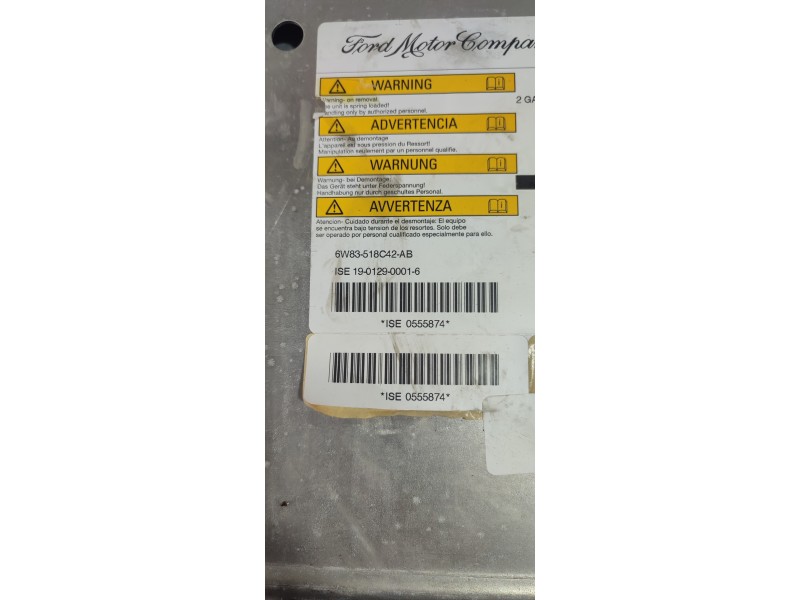 Ford Motor Compa
WARNING
on removal.
unit is spring loaded!
only by authorized personnel.
2 GA
ADVERTENCIA
Attention- Au demontage
L'appareil est sous pression du Ressort!
Manipulation seulement par un personnel qualifie.
WARNUNG
Warnung- bei Demontage:
Das Gerät steht unter Federspannung!
Handhabung nur durch geschultes Personal.
AVVERTENZA
Atencion- Cuidado durante el desmontaje: El equipo
se encuentra bajo tension de los resortes. Solo debe
ser operado por personal cualificado especialmente para ello.
6W83-518C42-AB
ISE 19-0129-0001-6
*ISE 0555874*
*ISE 0555874*